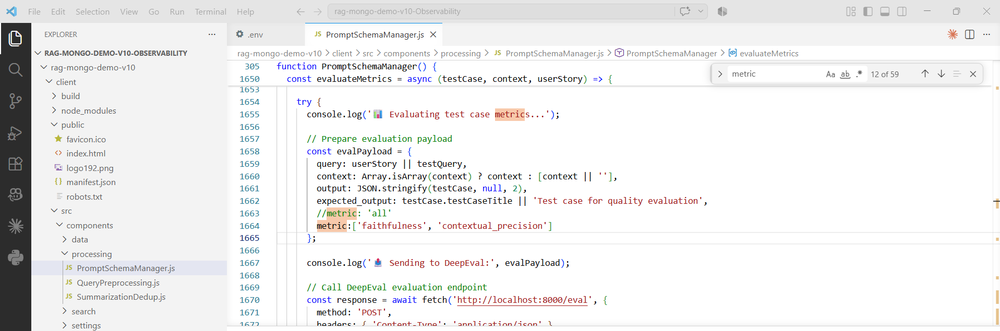 File Edit Selection View Go Run Terminal Help
rag-mongo-demo-v10-Observability
EXPLORER
RAG-MONGO-DEMO-V10-OBSERVABILITY
rag-mongo-demo-v10
client
build
node_modules
public
favicon.ico
index.html
logo192.png
manifest.json
robots.txt
src
components
data
processing
JS PromptSchemaManager.js
JS QueryPreprocessing.js
JS SummarizationDedup.js
search
settings
.env
JS PromptSchemaManager.js
rag-mongo-demo-v10 > client > src > components > processing > JS PromptSchemaManager.js > PromptSchemaManager > evaluateMetrics
metric Aa ab .* 12 of 59
305 function PromptSchemaManager() {
1650 const evaluateMetrics = async (testCase, context, userStory) => {
1653
1654 try {
1655 console.log('📊 Evaluating test case metrics...');
1656
1657 // Prepare evaluation payload
1658 const evalPayload = {
1659 query: userStory || testQuery,
1660 context: Array.isArray(context) ? context : [context || ''],
1661 output: JSON.stringify(testCase, null, 2),
1662 expected_output: testCase.testCaseTitle || 'Test case for quality evaluation',
1663 //metric: 'all'
1664 metric:['faithfulness', 'contextual_precision']
1665 };
1666
1667 console.log('📤 Sending to DeepEval:', evalPayload);
1668
1669 // Call DeepEval evaluation endpoint
1670 const response = await fetch('http://localhost:8000/eval', {
1671 method: 'POST',
1672 headers: { 'Content-Type': 'application/json' }